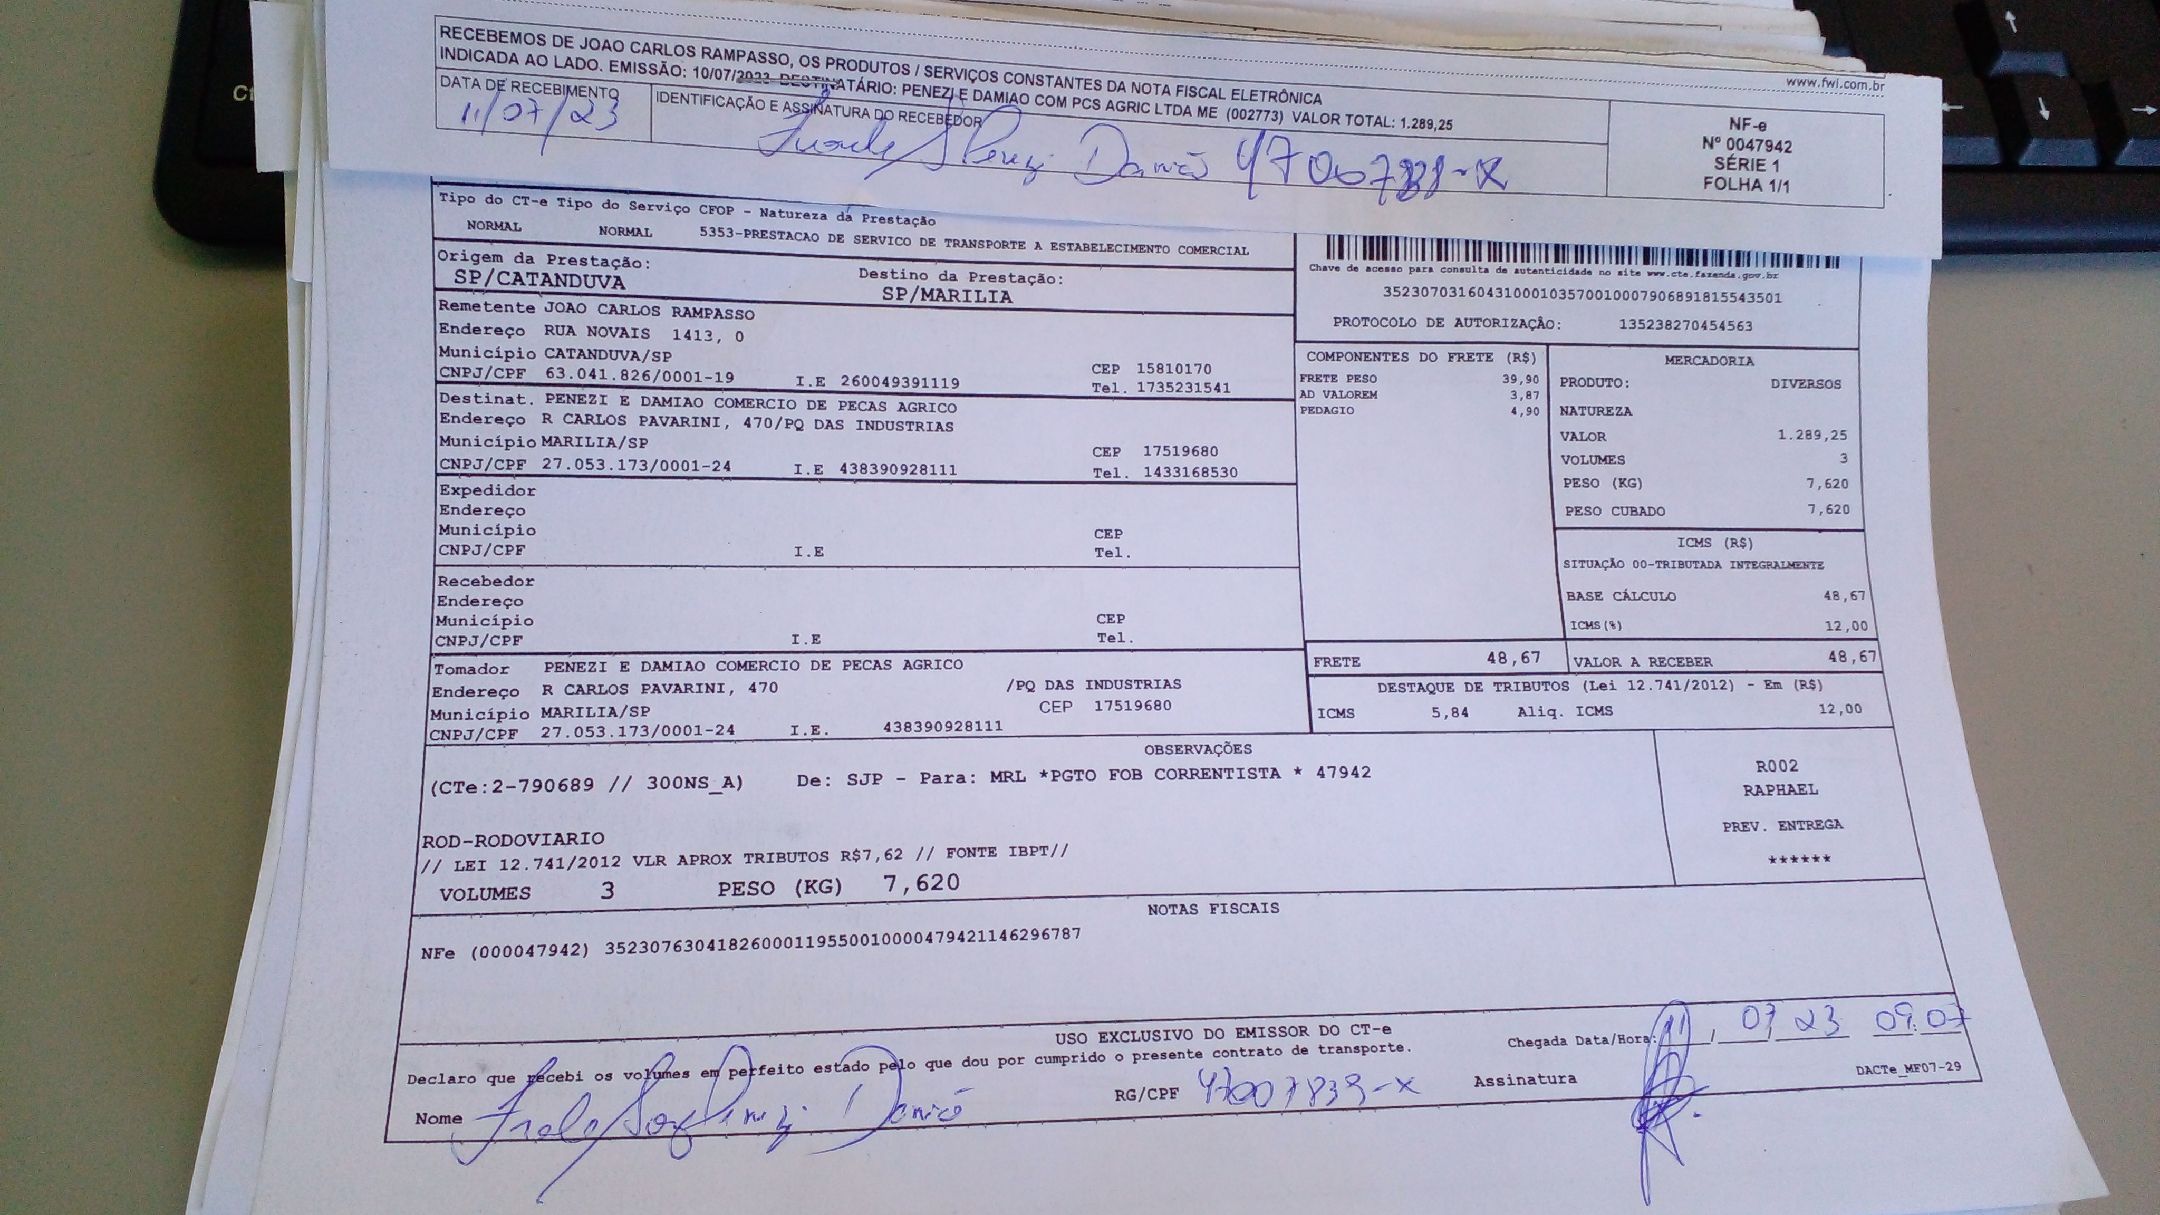 www.fwi.com.br
RECEBEMOS DE JOAO CARLOS RAMPASSO, OS PRODUTOS / SERVIÇOS CONSTANTES DA NOTA FISCAL ELETRÔNICA
INDICADA AO LADO. EMISSÃO: 10/07/2023 DESTINATÁRIO: PENEZI E DAMIAO COM PCS AGRIC LTDA ME (002773) VALOR TOTAL: 1.289,25
DATA DE RECEBIMENTO
11/07/23
IDENTIFICAÇÃO E ASSINATURA DO RECEBEDOR
NF-e
Nº 0047942
SÉRIE 1
FOLHA 1/1
Tipo do CT-e Tipo do Serviço CFOP - Natureza da Prestação
NORMAL NORMAL 5353-PRESTACAO DE SERVICO DE TRANSPORTE A ESTABELECIMENTO COMERCIAL
Origem da Prestação: Destino da Prestação:
SP/CATANDUVA SP/MARILIA
Chave de acesso para consulta de autenticidade no site www.cte.fazenda.gov.br
35230703160431000103570010007906891815543501
PROTOCOLO DE AUTORIZAÇÃO: 135238270454563
Remetente JOAO CARLOS RAMPASSO
Endereço RUA NOVAIS 1413, 0
Município CATANDUVA/SP CEP 15810170
CNPJ/CPF 63.041.826/0001-19 I.E 260049391119 Tel. 1735231541
Destinat. PENEZI E DAMIAO COMERCIO DE PECAS AGRICO
Endereço R CARLOS PAVARINI, 470/PQ DAS INDUSTRIAS
Município MARILIA/SP CEP 17519680
CNPJ/CPF 27.053.173/0001-24 I.E 438390928111 Tel. 1433168530
Expedidor
Endereço
Município CEP
CNPJ/CPF I.E Tel.
Recebedor
Endereço
Município CEP
CNPJ/CPF I.E Tel.
Tomador PENEZI E DAMIAO COMERCIO DE PECAS AGRICO
Endereço R CARLOS PAVARINI, 470 /PQ DAS INDUSTRIAS
Município MARILIA/SP CEP 17519680
CNPJ/CPF 27.053.173/0001-24 I.E. 438390928111
COMPONENTES DO FRETE (R$)
FRETE PESO 39,90
AD VALOREM 3,87
PEDAGIO 4,90
MERCADORIA
PRODUTO: DIVERSOS
NATUREZA
VALOR 1.289,25
VOLUMES 3
PESO (KG) 7,620
PESO CUBADO 7,620
ICMS (R$)
SITUAÇÃO 00-TRIBUTADA INTEGRALMENTE
BASE CÁLCULO 48,67
ICMS(%) 12,00
FRETE 48,67 VALOR A RECEBER 48,67
DESTAQUE DE TRIBUTOS (Lei 12.741/2012) - Em (R$)
ICMS 5,84 Aliq. ICMS 12,00
OBSERVAÇÕES
(CTe:2-790689 // 300NS_A) De: SJP - Para: MRL *PGTO FOB CORRENTISTA * 47942
ROD-RODOVIARIO
// LEI 12.741/2012 VLR APROX TRIBUTOS R$7,62 // FONTE IBPT//
VOLUMES 3 PESO (KG) 7,620
R002
RAPHAEL
PREV. ENTREGA
******
NOTAS FISCAIS
NFe (000047942) 35230763041826000119550010000479421146296787
USO EXCLUSIVO DO EMISSOR DO CT-e
Declaro que recebi os volumes em perfeito estado pelo que dou por cumprido o presente contrato de transporte.
Chegada Data/Hora: 11, 07 23 09:07
Nome
RG/CPF 47007839-X Assinatura
DACTe_MF07-29